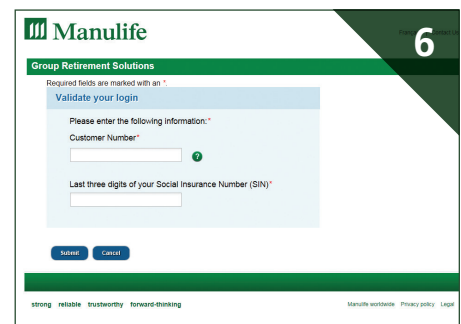 Manulife
6
Group Retirement Solutions
Required fields are marked with an *.
Validate your login
Please enter the following information:*
Customer Number*
?
Last three digits of your Social Insurance Number (SIN)*
Submit Cancel
strong reliable trustworthy forward-thinking
Manulife worldwide Privacy policy Legal